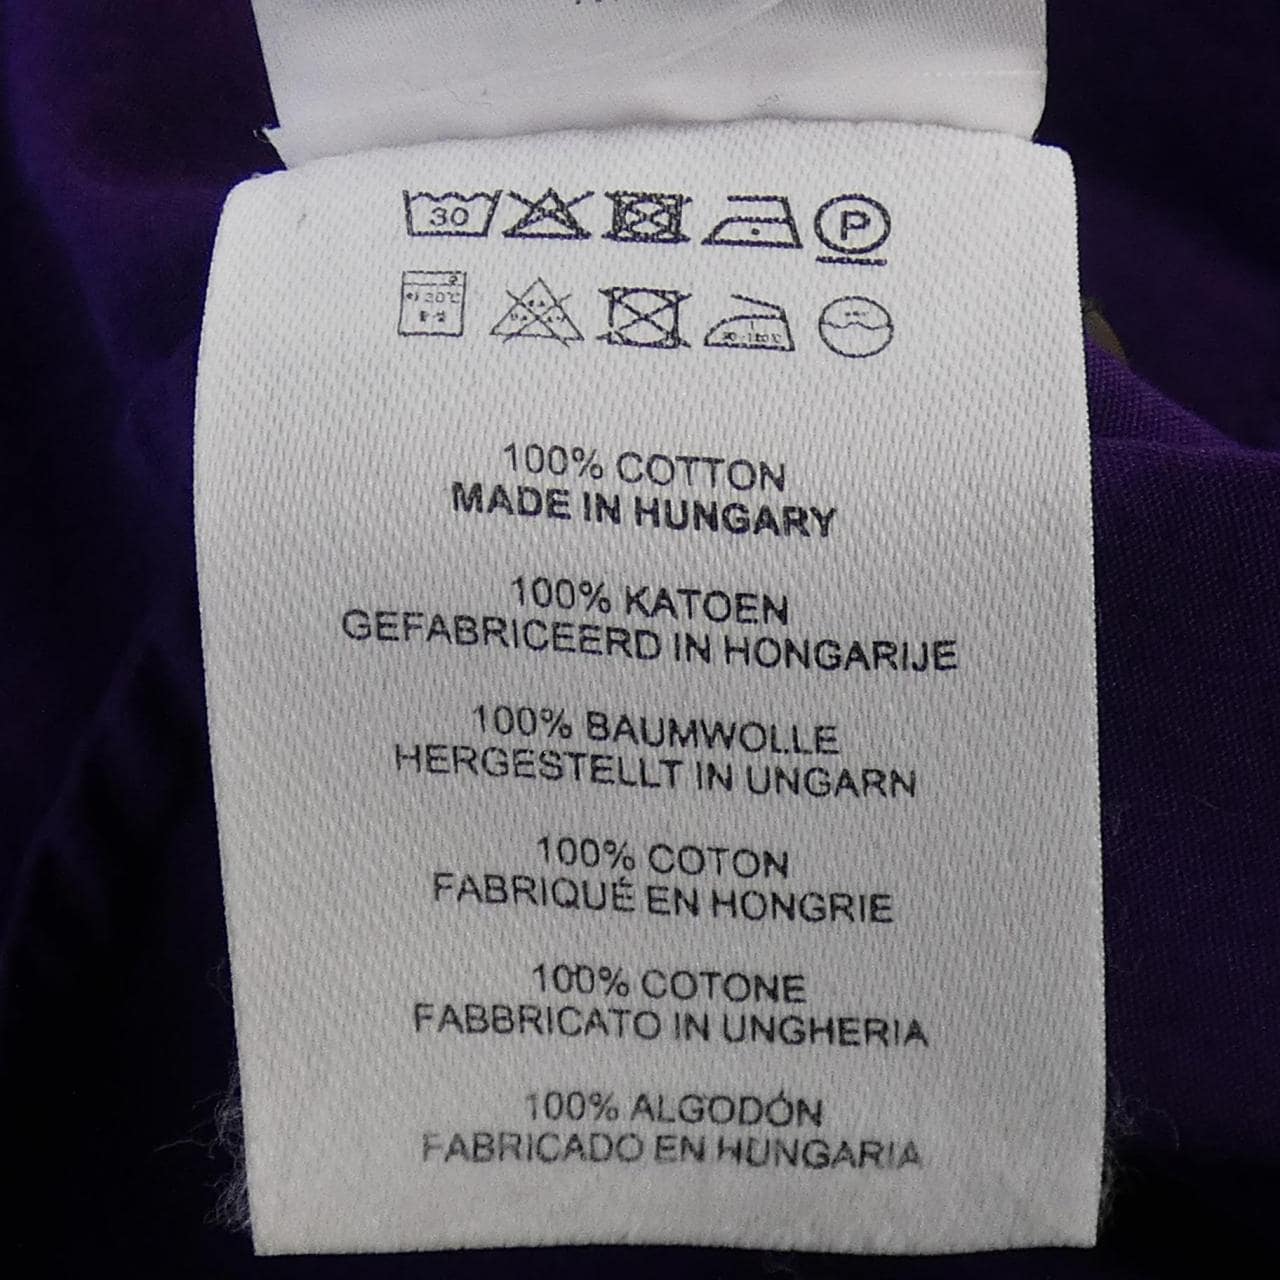 30
P
100% COTTON
MADE IN HUNGARY
100% KATOEN
GEFABRICEERD IN HONGARIJE
100% BAUMWOLLE
HERGESTELLT IN UNGARN
100% COTON
FABRIQUÉ EN HONGRIE
100% COTONE
FABBRICATO IN UNGHERIA
100% ALGODÓN
FABRICADO EN HUNGARIA